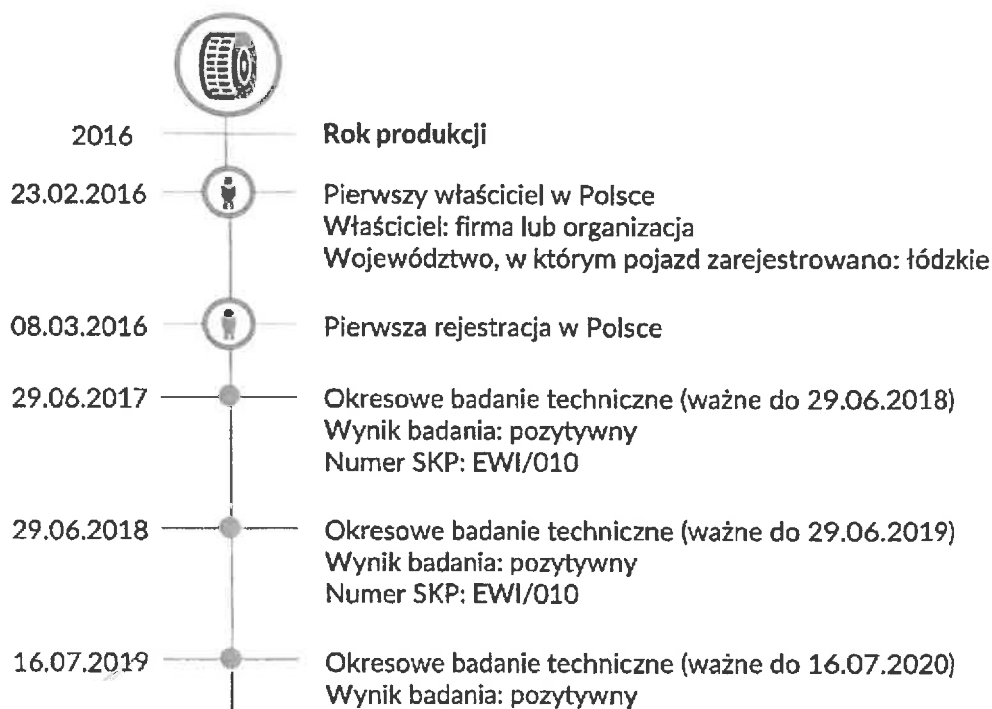 2016 Rok produkcji
23.02.2016 Pierwszy właściciel w Polsce
Właściciel: firma lub organizacja
Województwo, w którym pojazd zarejestrowano: łódzkie
08.03.2016 Pierwsza rejestracja w Polsce
29.06.2017 Okresowe badanie techniczne (ważne do 29.06.2018)
Wynik badania: pozytywny
Numer SKP: EWI/010
29.06.2018 Okresowe badanie techniczne (ważne do 29.06.2019)
Wynik badania: pozytywny
Numer SKP: EWI/010
16.07.2019 Okresowe badanie techniczne (ważne do 16.07.2020)
Wynik badania: pozytywny